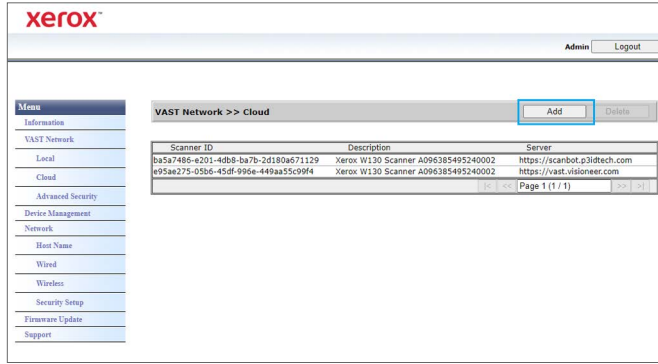 xerox™
Admin Logout
Menu
VAST Network >> Cloud Add Delete
Information
VAST Network
Local
Cloud
Advanced Security
Device Management
Network
Host Name
Wired
Wireless
Security Setup
Firmware Update
Support
Scanner ID Description Server
ba5a7486-e201-4db8-ba7b-2d180a671129 Xerox W130 Scanner A096385495240002 https://scanbot.p3idtech.com
e95ae275-05b6-45df-996e-449aa55c99f4 Xerox W130 Scanner A096385495240002 https://vast.visioneer.com
|< << Page 1 (1 / 1) >> >|